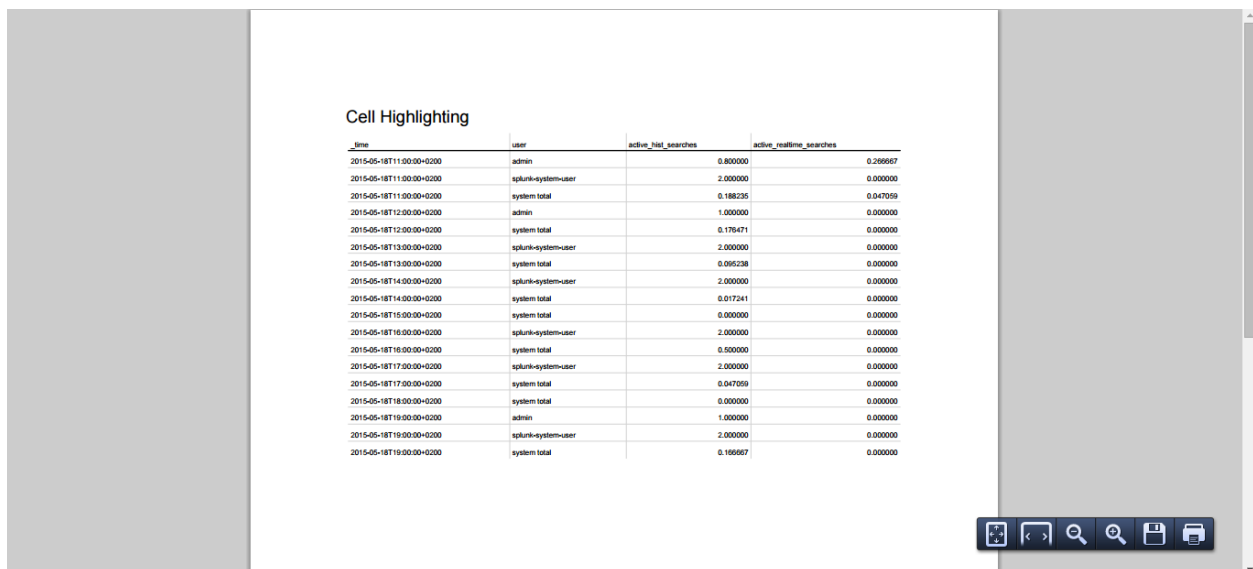 Cell Highlighting
_time user active_hist_searches active_realtime_searches
2015-05-18T11:00:00+0200 admin 0.800000 0.266667
2015-05-18T11:00:00+0200 splunk-system-user 2.000000 0.000000
2015-05-18T11:00:00+0200 system total 0.188235 0.047059
2015-05-18T12:00:00+0200 admin 1.000000 0.000000
2015-05-18T12:00:00+0200 system total 0.176471 0.000000
2015-05-18T13:00:00+0200 splunk-system-user 2.000000 0.000000
2015-05-18T13:00:00+0200 system total 0.095238 0.000000
2015-05-18T14:00:00+0200 splunk-system-user 2.000000 0.000000
2015-05-18T14:00:00+0200 system total 0.017241 0.000000
2015-05-18T15:00:00+0200 system total 0.000000 0.000000
2015-05-18T16:00:00+0200 splunk-system-user 2.000000 0.000000
2015-05-18T16:00:00+0200 system total 0.500000 0.000000
2015-05-18T17:00:00+0200 splunk-system-user 2.000000 0.000000
2015-05-18T17:00:00+0200 system total 0.047059 0.000000
2015-05-18T18:00:00+0200 system total 0.000000 0.000000
2015-05-18T19:00:00+0200 admin 1.000000 0.000000
2015-05-18T19:00:00+0200 splunk-system-user 2.000000 0.000000
2015-05-18T19:00:00+0200 system total 0.166667 0.000000